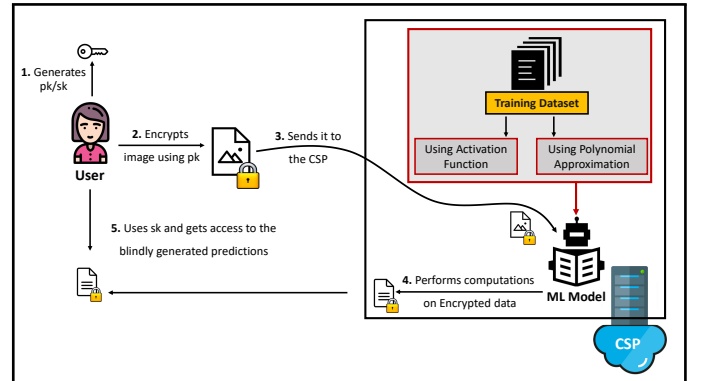 1. Generates
pk/sk
User
2. Encrypts
image using pk
3. Sends it to
the CSP
Training Dataset
Using Activation
Function
Using Polynomial
Approximation
ML Model
CSP
4. Performs computations
on Encrypted data
5. Uses sk and gets access to the
blindly generated predictions